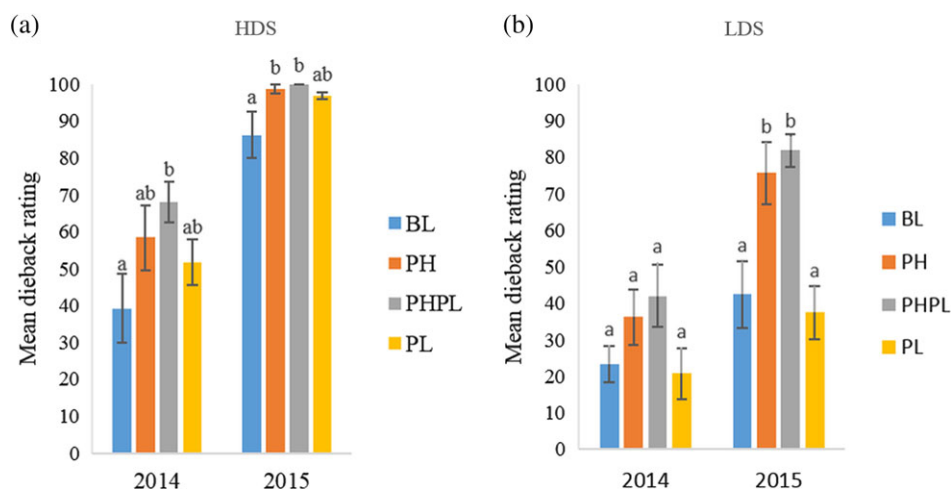 (a)
HDS
Mean dieback rating
100
90
80
70
60
50
40
30
20
10
0
a
ab
b
ab
a
b
b
ab
2014
2015
BL
PH
PHPL
PL
(b)
LDS
Mean dieback rating
100
90
80
70
60
50
40
30
20
10
0
a
a
a
a
a
b
b
a
2014
2015
BL
PH
PHPL
PL